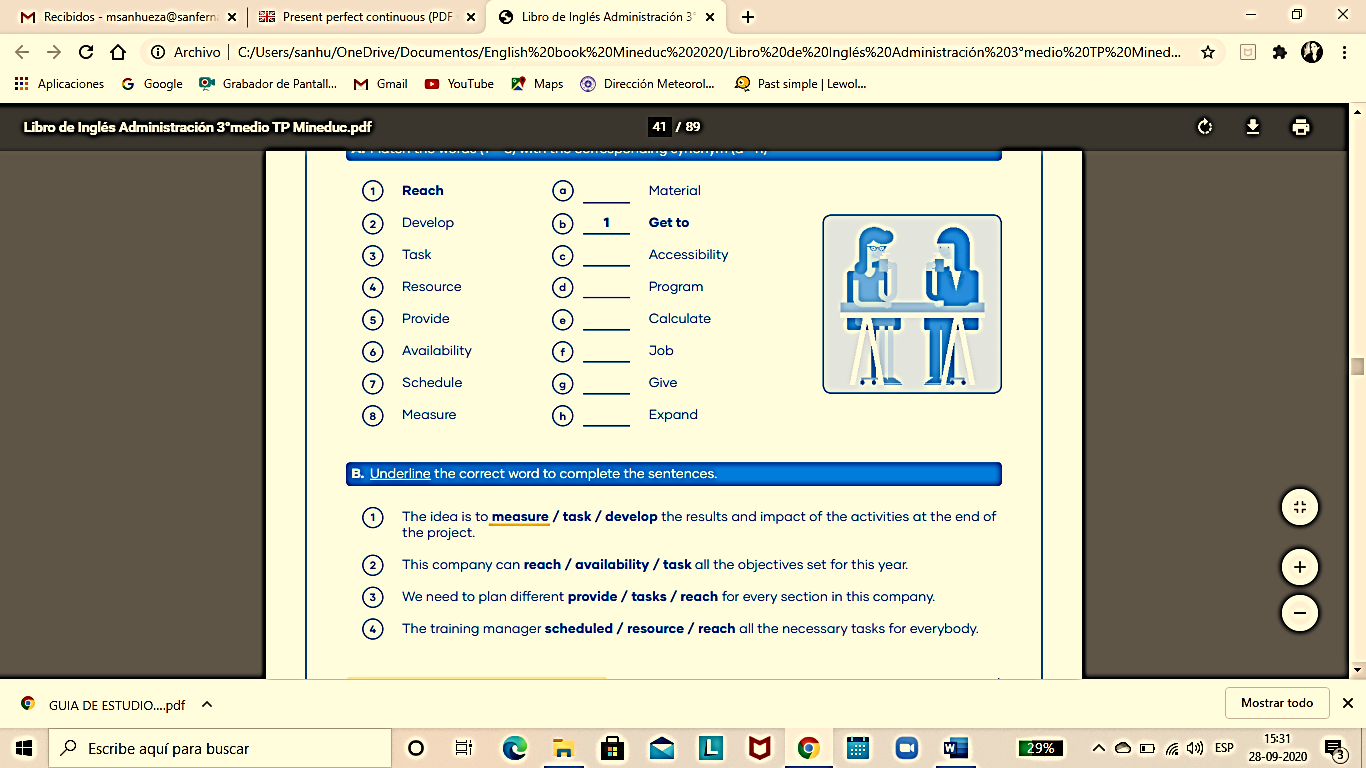 Recibidos - msanhueza@sanfern
Present perfect continuous (PDF
Libro de Inglés Administración 3°
Archivo | C:/Users/sanhu/OneDrive/Documentos/English%20book%20Mineduc%202020/Libro%20de%20Inglés%20Administración%203°medio%20TP%20Mined...
Aplicaciones Google Grabador de Pantall... Gmail YouTube Maps Dirección Meteorol... Past simple | Lewol...
Libro de Inglés Administración 3°medio TP Mineduc.pdf 41 / 89
1 Reach a ______ Material
2 Develop b 1 Get to
3 Task c ______ Accessibility
4 Resource d ______ Program
5 Provide e ______ Calculate
6 Availability f ______ Job
7 Schedule g ______ Give
8 Measure h ______ Expand
B. Underline the correct word to complete the sentences.
1 The idea is to measure / task / develop the results and impact of the activities at the end of
the project.
2 This company can reach / availability / task all the objectives set for this year.
3 We need to plan different provide / tasks / reach for every section in this company.
4 The training manager scheduled / resource / reach all the necessary tasks for everybody.
GUIA DE ESTUDIO....pdf
Mostrar todo
Escribe aquí para buscar
29%
ESP
15:31
28-09-2020
3